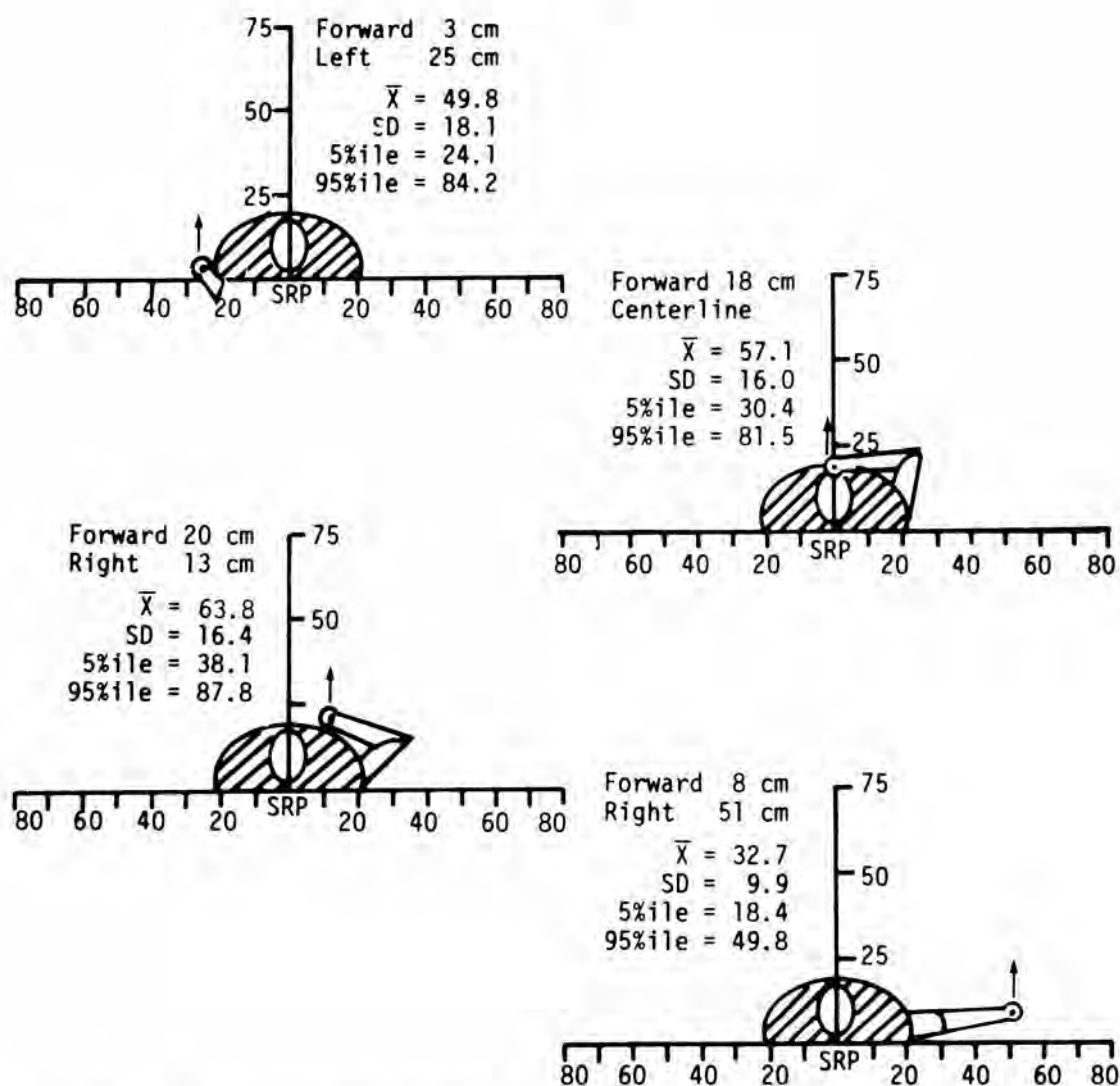 75
Forward 3 cm
Left 25 cm
X̄ = 49.8
50
SD = 18.1
5%ile = 24.1
95%ile = 84.2
25
80 60 40 20 SRP 20 40 60 80
Forward 18 cm
Centerline
75
X̄ = 57.1
50
SD = 16.0
5%ile = 30.4
95%ile = 81.5
25
80 60 40 20 SRP 20 40 60 80
Forward 20 cm
Right 13 cm
75
X̄ = 63.8
50
SD = 16.4
5%ile = 38.1
95%ile = 87.8
80 60 40 20 SRP 20 40 60 80
Forward 8 cm
Right 51 cm
75
X̄ = 32.7
50
SD = 9.9
5%ile = 18.4
95%ile = 49.8
25
80 60 40 20 SRP 20 40 60 80